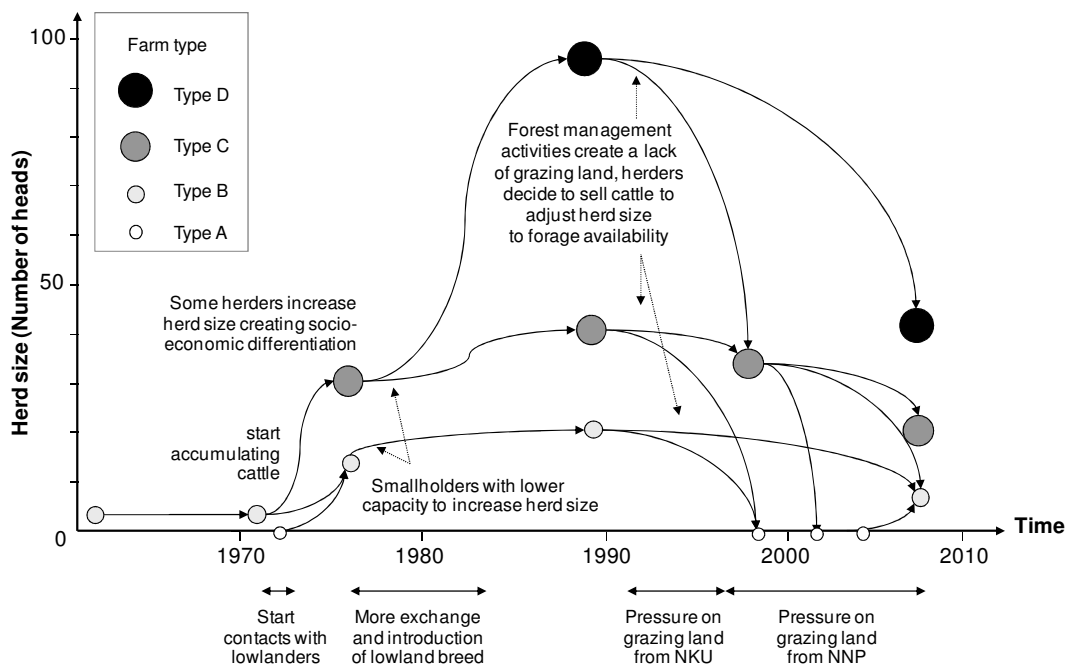 100
50
0
Herd size (Number of heads)
Farm type
Type D
Type C
Type B
Type A
Forest management
activities create a lack
of grazing land, herders
decide to sell cattle to
adjust herd size
to forage availability
Some herders increase
herd size creating socio-
economic differentiation
start
accumulating
cattle
Smallholders with lower
capacity to increase herd size
Time
1970
1980
1990
2000
2010
Start
contacts with
lowlanders
More exchange
and introduction
of lowland breed
Pressure on
grazing land
from NKU
Pressure on
grazing land
from NNP